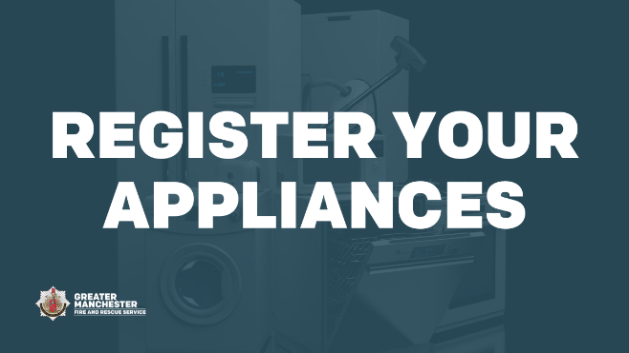 REGISTER YOUR
APPLIANCES
GREATER
MANCHESTER
FIRE AND RESCUE SERVICE